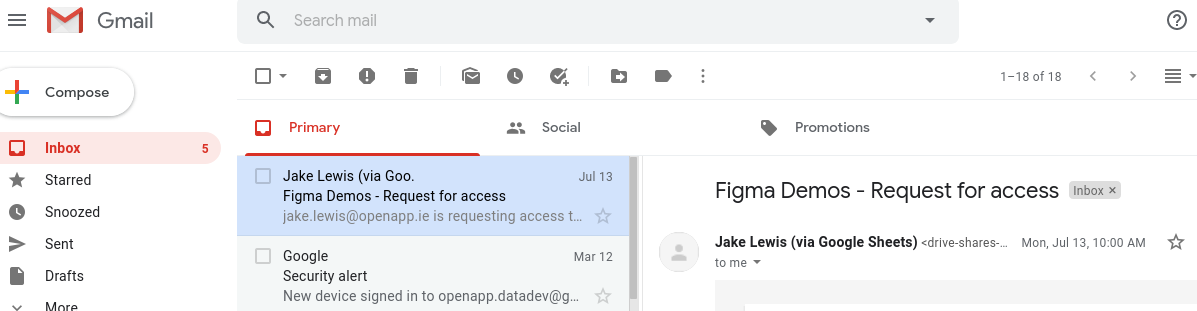 Gmail
Search mail
Compose
1–18 of 18
Primary
Social
Promotions
Inbox 5
Starred
Snoozed
Sent
Drafts
More
Jake Lewis (via Goo. Jul 13
Figma Demos - Request for access
jake.lewis@openapp.ie is requesting access t...
Google Mar 12
Security alert
New device signed in to openapp.datadev@g...
Figma Demos - Request for access Inbox ×
Jake Lewis (via Google Sheets) <drive-shares-... Mon, Jul 13, 10:00 AM
to me